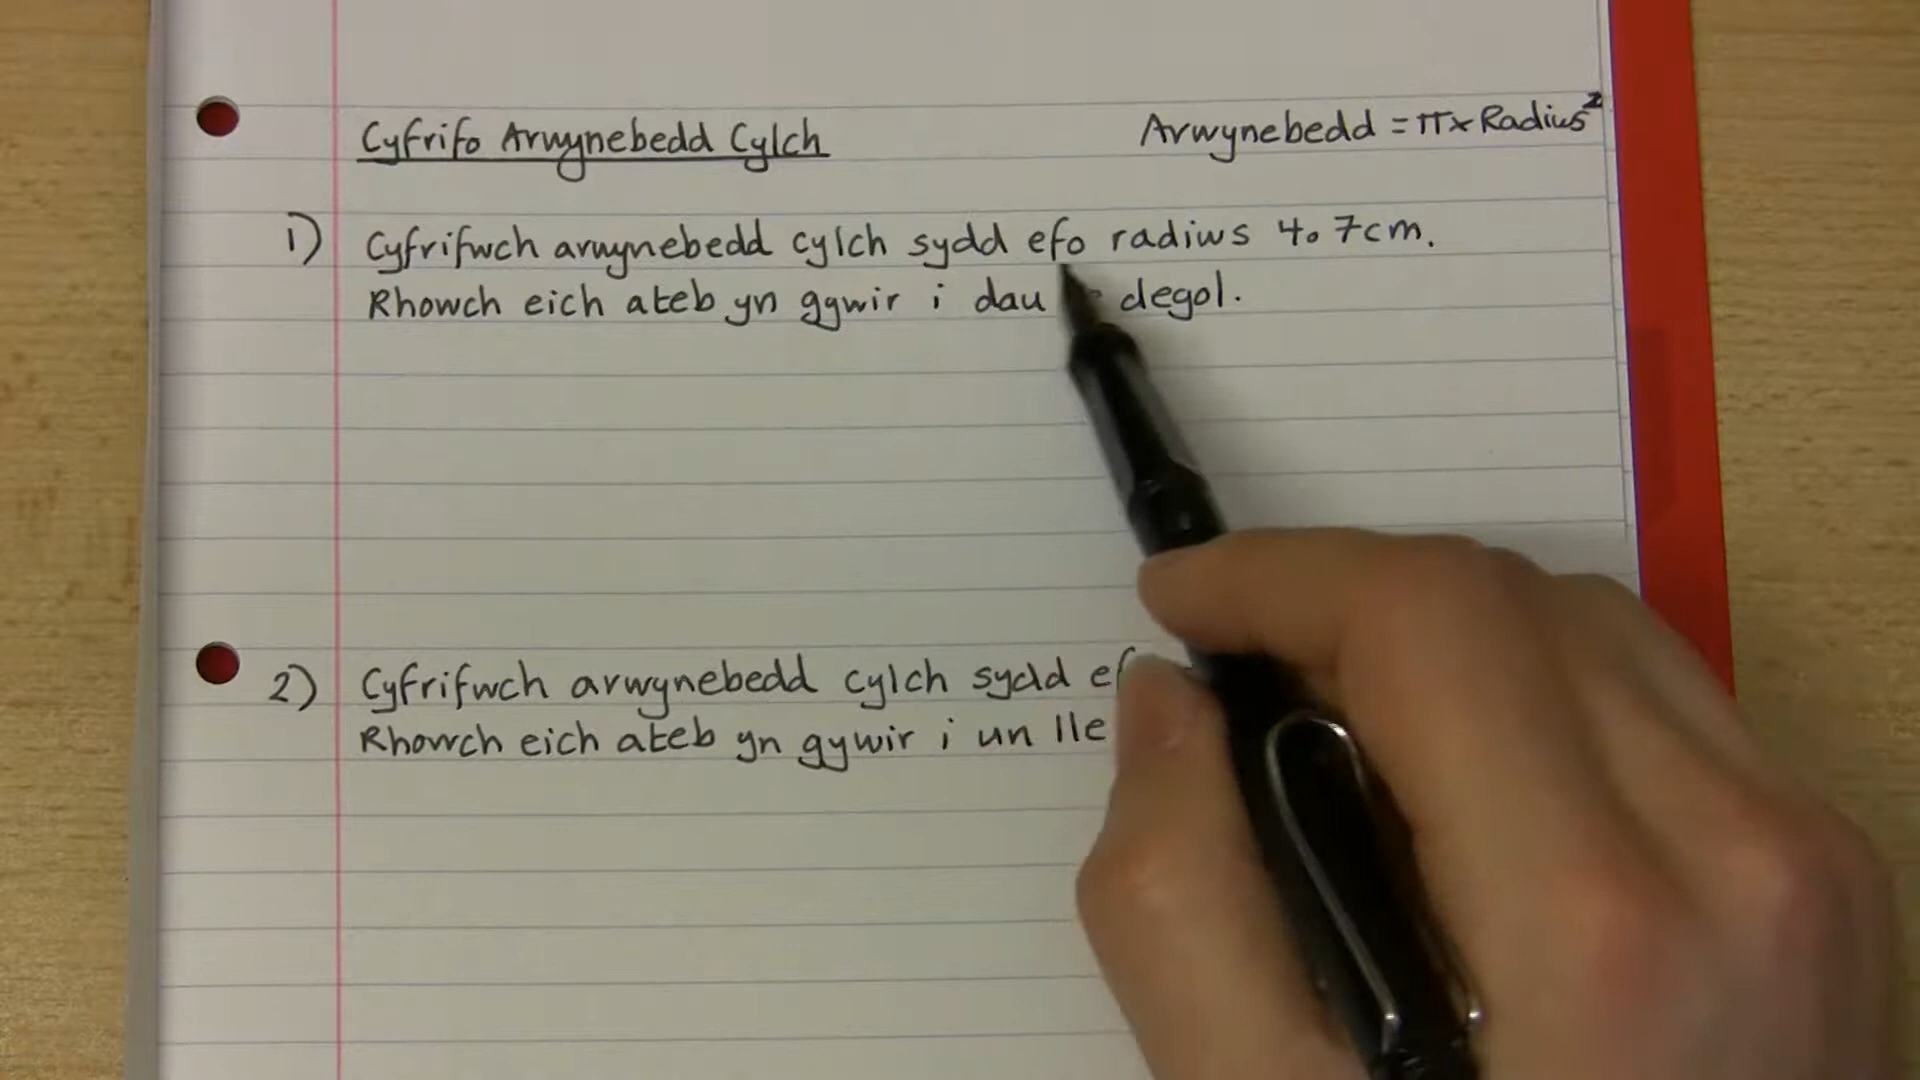 Cyfrifo Arwynebedd Cylch
Arwynebedd = π x Radiws²
1) Cyfrifwch arwynebedd cylch sydd efo radiws 4.7cm.
Rhowch eich ateb yn gywir i dau degol.
2) Cyfrifwch arwynebedd cylch sydd
Rhowch eich ateb yn gywir i un lle